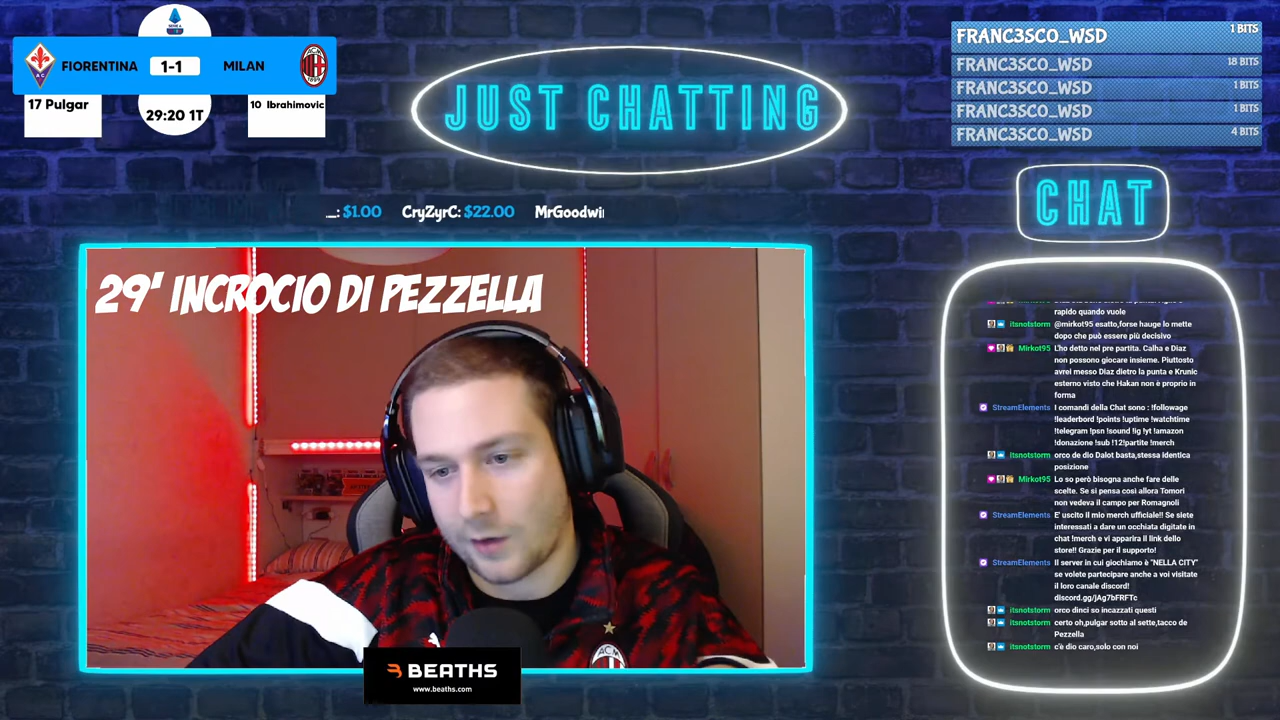 SERIE A
FIORENTINA 1-1 MILAN
17 Pulgar
29:20 1T
10 Ibrahimovic
JUST CHATTING
FRANC3SCO_WSD 1 BITS
FRANC3SCO_WSD 18 BITS
FRANC3SCO_WSD 1 BITS
FRANC3SCO_WSD 1 BITS
FRANC3SCO_WSD 4 BITS
CHAT
_: $1.00 CryZyrC: $22.00 MrGoodwi
29' INCROCIO DI PEZZELLA
rapido quando vuole
itsnotstorm @mirkot95 esatto,forse hauge lo mette
dopo che può essere più decisivo
Mirkot95 L'ho detto nel pre partita. Calha e Diaz
non possono giocare insieme. Piuttosto
avrei messo Diaz dietro la punta e Krunic
esterno visto che Hakan non è proprio in
forma
StreamElements I comandi della Chat sono : !followage
!leaderbord !points !uptime !watchtime
!telegram !psn !sound !ig !yt !amazon
!donazione !sub !12!partite !merch
itsnotstorm orco de dio Dalot basta,stessa identica
posizione
Mirkot95 Lo so però bisogna anche fare delle
scelte. Se si pensa così allora Tomori
non vedeva il campo per Romagnoli
StreamElements E' uscito il mio merch ufficiale!! Se siete
interessati a dare un occhiata digitate in
chat !merch e vi apparira il link dello
store!! Grazie per il supporto!
StreamElements Il server in cui giochiamo è "NELLA CITY"
se volete partecipare anche a voi visitate
il loro canale discord!
discord.gg/jAg7bFRFTc
itsnotstorm orco dinci so incazzati questi
itsnotstorm certo oh,pulgar sotto al sette,tacco de
Pezzella
itsnotstorm c'è dio caro,solo con noi
ACM
BEATHS
www.beaths.com